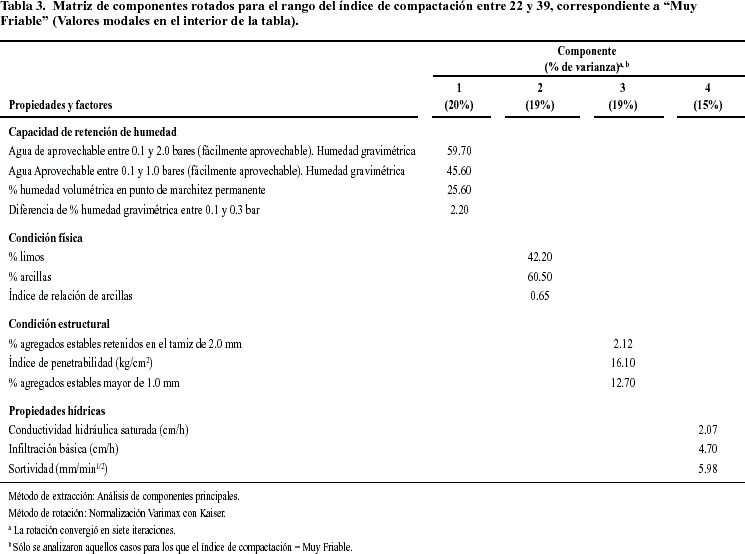 Tabla 3. Matriz de componentes rotados para el rango del índice de compactación entre 22 y 39, correspondiente a “Muy
Friable” (Valores modales en el interior de la tabla).
Componente
(% de varianza)a, b
1 2 3 4
Propiedades y factores (20%) (19%) (19%) (15%)
Capacidad de retención de humedad
Agua de aprovechable entre 0.1 y 2.0 bares (fácilmente aprovechable). Humedad gravimétrica 59.70
Agua Aprovechable entre 0.1 y 1.0 bares (fácilmente aprovechable). Humedad gravimétrica 45.60
% humedad volumétrica en punto de marchitez permanente 25.60
Diferencia de % humedad gravimétrica entre 0.1 y 0.3 bar 2.20
Condición física
% limos 42.20
% arcillas 60.50
Índice de relación de arcillas 0.65
Condición estructural
% agregados estables retenidos en el tamiz de 2.0 mm 2.12
Índice de penetrabilidad (kg/cm2) 16.10
% agregados estables mayor de 1.0 mm 12.70
Propiedades hídricas
Conductividad hidráulica saturada (cm/h) 2.07
Infiltración básica (cm/h) 4.70
Sortividad (mm/min1/2) 5.98
Método de extracción: Análisis de componentes principales.
Método de rotación: Normalización Varimax con Kaiser.
a La rotación convergió en siete iteraciones.
b Sólo se analizaron aquellos casos para los que el índice de compactación = Muy Friable.